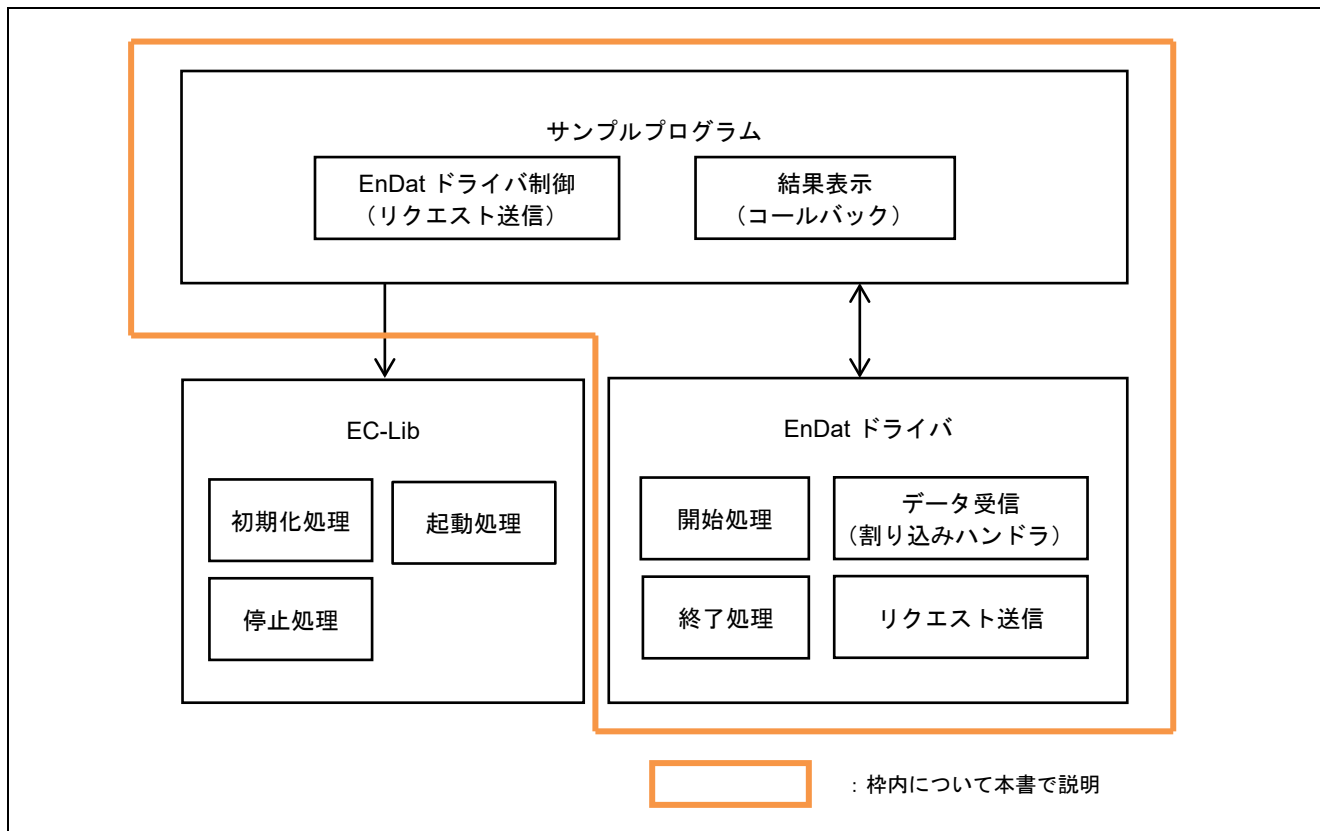 サンプルプログラム
EnDat ドライバ制御
（リクエスト送信）
結果表示
（コールバック）
EC-Lib
初期化処理
起動処理
停止処理
EnDat ドライバ
開始処理
データ受信
（割り込みハンドラ）
終了処理
リクエスト送信
：枠内について本書で説明